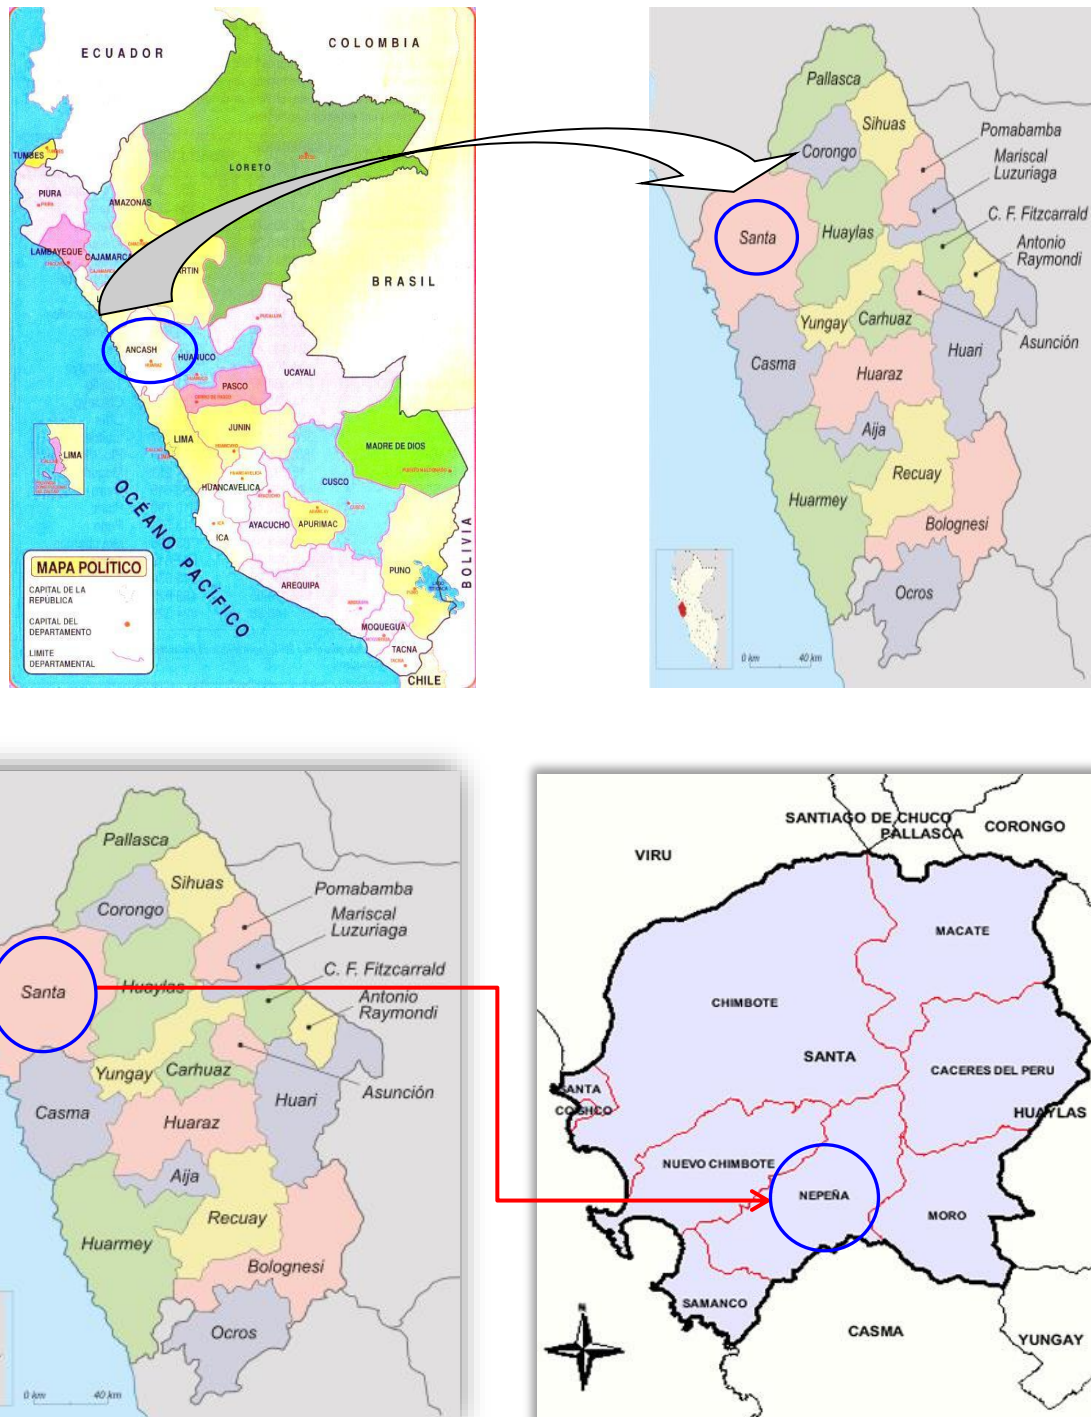 ECUADOR
COLOMBIA
TUMBES
LORETO
PIURA
AMAZONAS
LAMBAYEQUE
CAJAMARCA
RTIN
BRASIL
ANCASH
HUANUCO
UCAYALI
PASCO
JUNIN
LIMA
MADRE DE DIOS
LIMA
CUSCO
HUANCAVELICA
AYACUCHO
APURIMAC
ICA
OCÉANO PACÍFICO
BOLIVIA
PUNO
AREQUIPA
MOQUEGUA
TACNA
CHILE
MAPA POLÍTICO
CAPITAL DE LA
REPÚBLICA
CAPITAL DEL
DEPARTAMENTO
LIMITE
DEPARTAMENTAL
Pallasca
Sihuas
Pomabamba
Corongo
Mariscal
Luzuriaga
C. F. Fitzcarrald
Santa
Huaylas
Antonio
Raymondi
Yungay
Carhuaz
Asunción
Huari
Casma
Huaraz
Aija
Recuay
Huarmey
Bolognesi
Ocros
0 km
40 km
Pallasca
Sihuas
Pomabamba
Corongo
Mariscal
Luzuriaga
C. F. Fitzcarrald
Santa
Huaylas
Antonio
Raymondi
Yungay
Carhuaz
Asunción
Huari
Casma
Huaraz
Aija
Recuay
Huarmey
Bolognesi
Ocros
0 km
40 km
SANTIAGO DE CHUCO
PALLASCA
CORONGO
VIRU
MACATE
CHIMBOTE
SANTA
CACERES DEL PERU
SANTA
COSHCO
HUAYLAS
NUEVO CHIMBOTE
NEPEÑA
MORO
SAMANCO
N
CASMA
YUNGAY